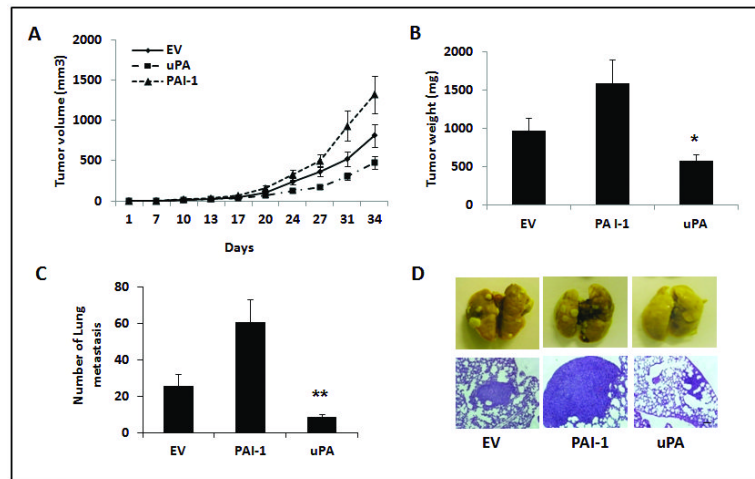 A
EV
uPA
PAI-1
Tumor volume (mm3)
2000
1500
1000
500
0
1 7 10 13 17 20 24 27 31 34
Days
B
Tumor weight (mg)
2000
1500
1000
500
0
*
EV PA I-1 uPA
C
Number of Lung
metastasis
80
60
40
20
0
**
EV PAI-1 uPA
D
EV PAI-1 uPA